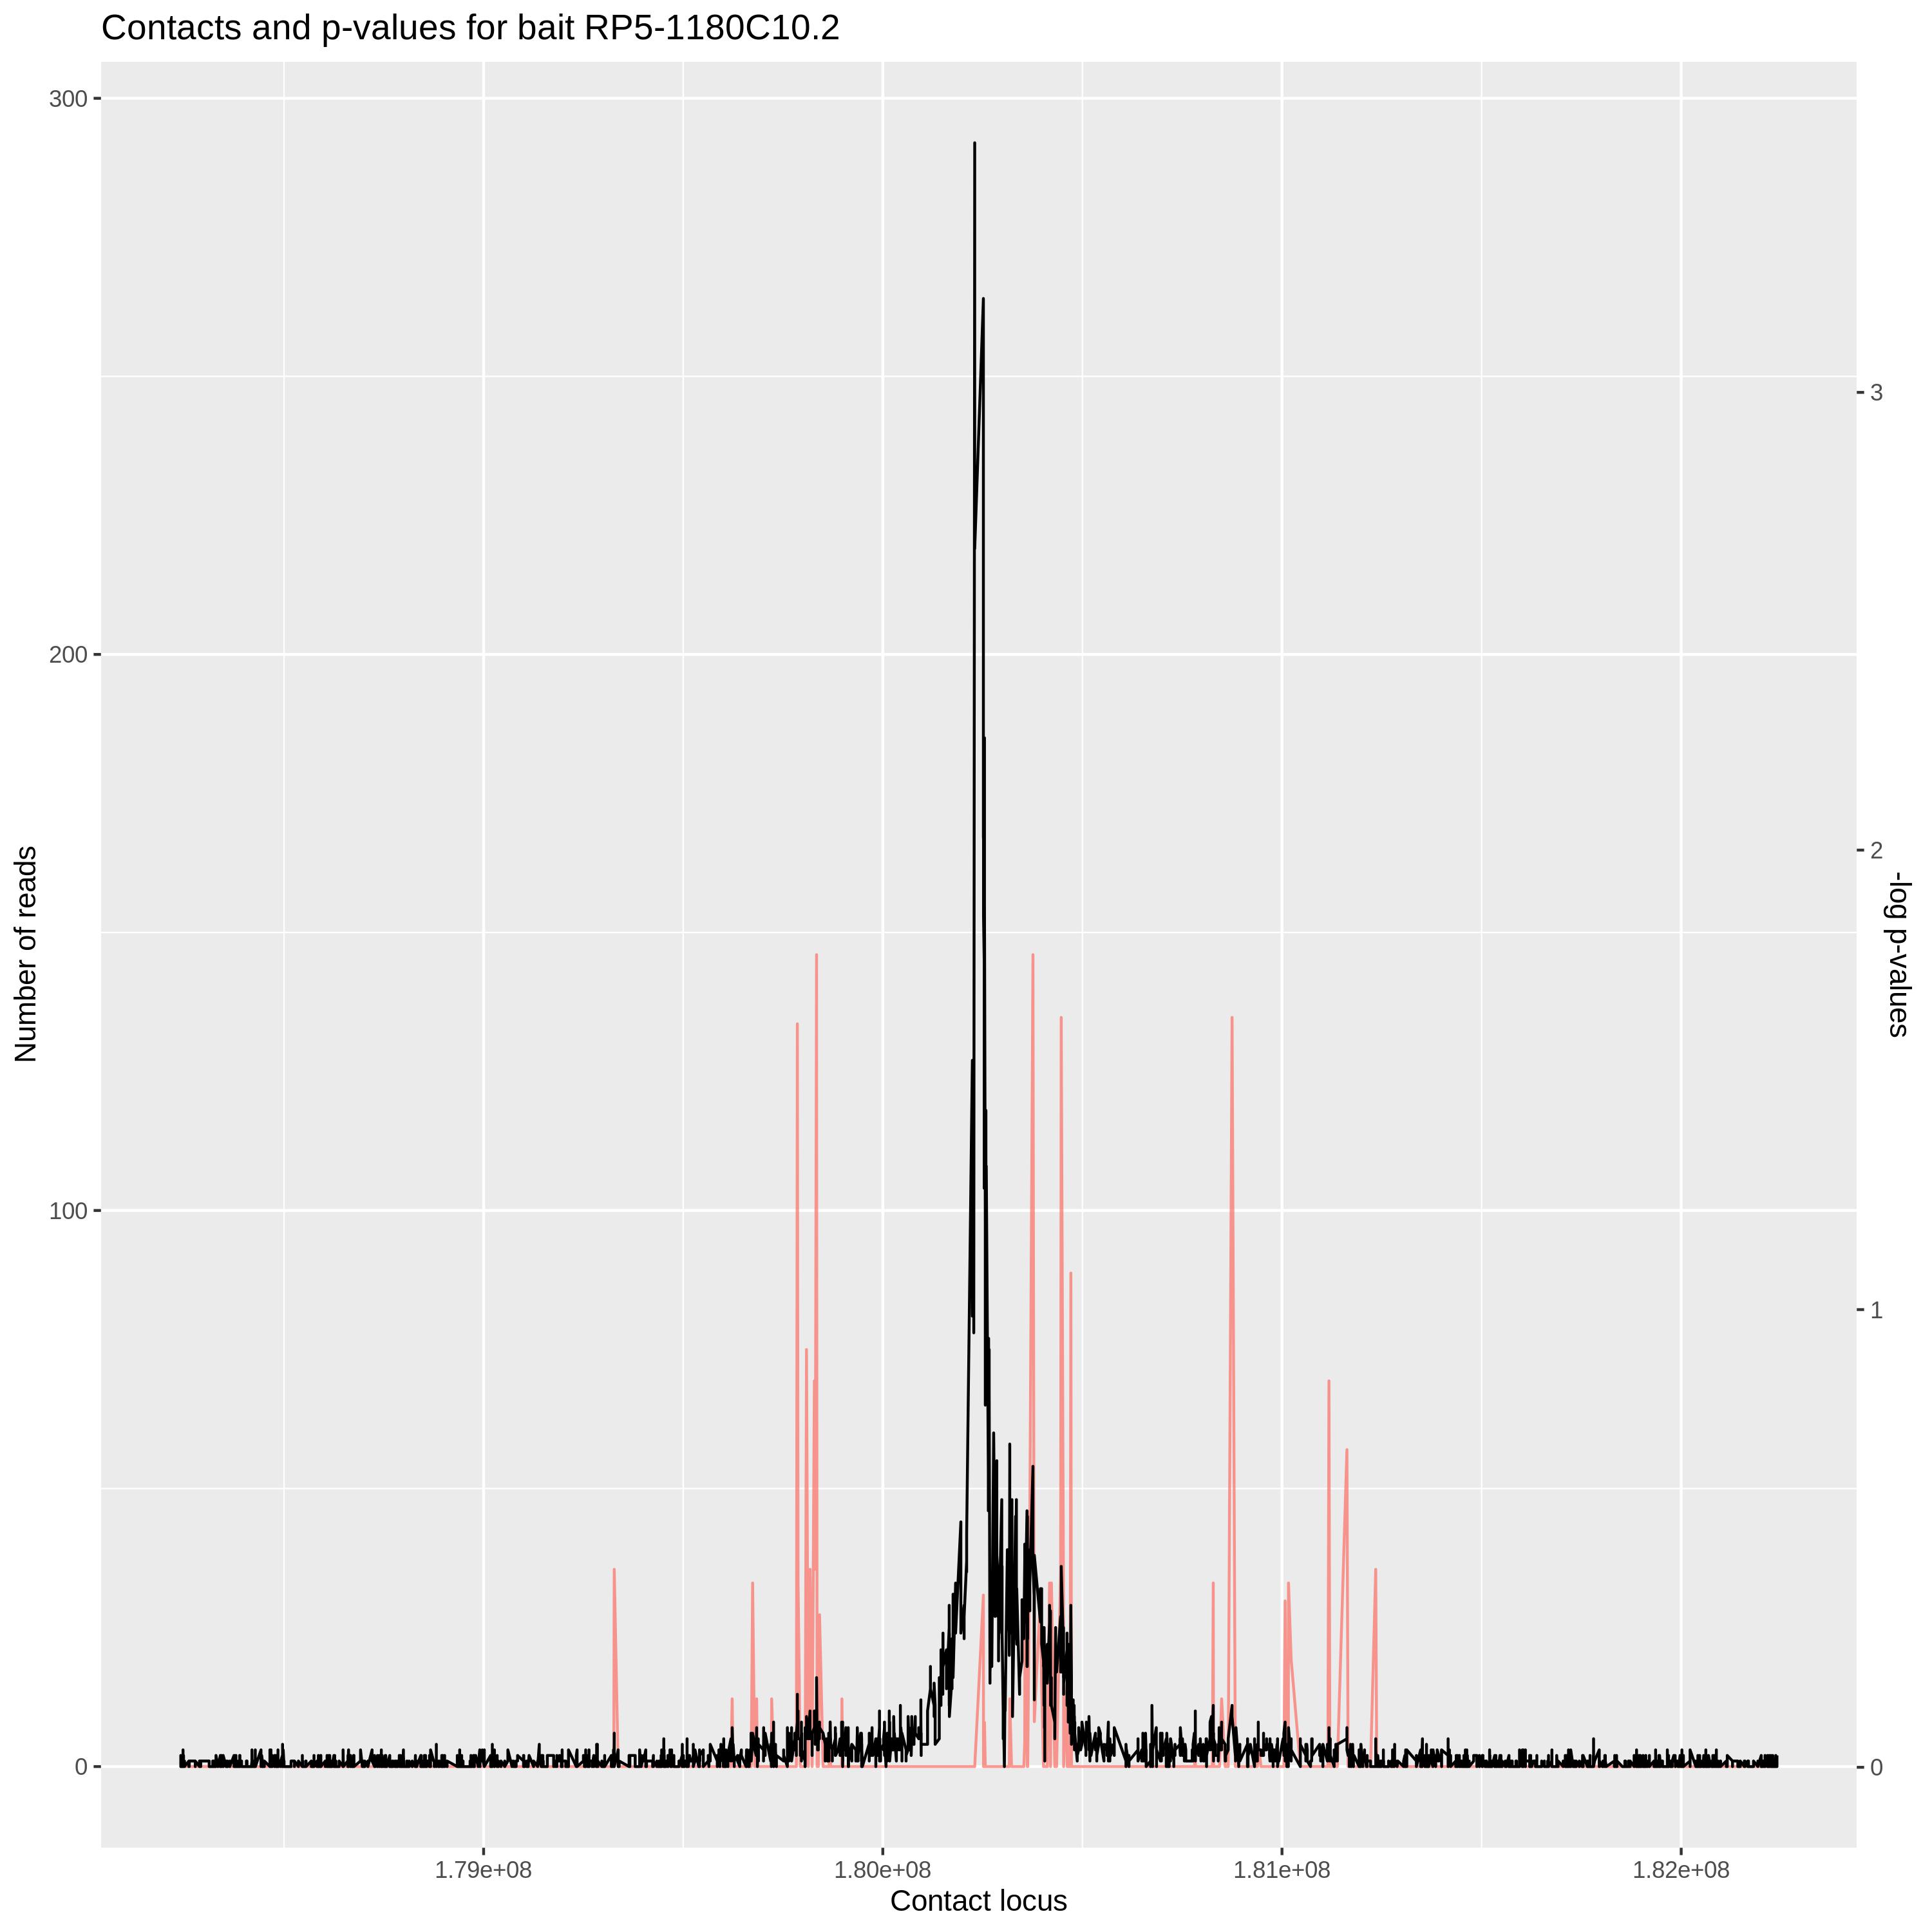 Contacts and p-values for bait RP5-1180C10.2
300
200
100
0
Number of reads
3
2
1
0
-log p-values
1.79e+08
1.80e+08
1.81e+08
1.82e+08
Contact locus